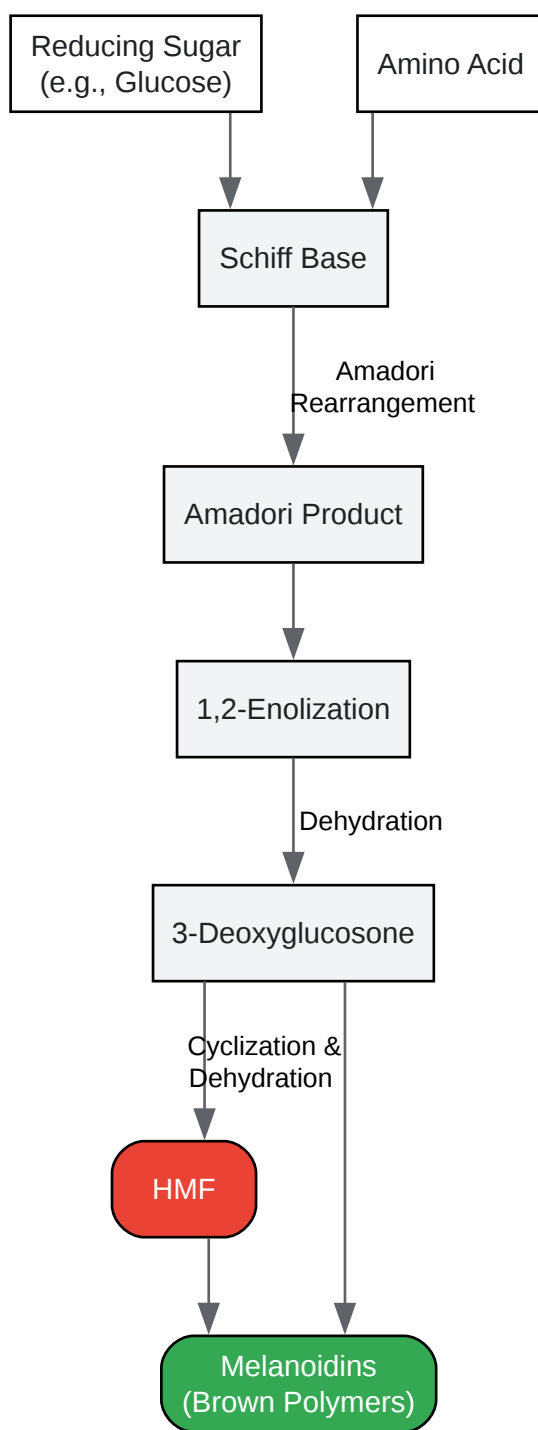 Reducing Sugar
(e.g., Glucose)
Amino Acid
Schiff Base
Amadori
Rearrangement
Amadori Product
1,2-Enolization
Dehydration
3-Deoxyglucosone
Cyclization &
Dehydration
HMF
Melanoidins
(Brown Polymers)